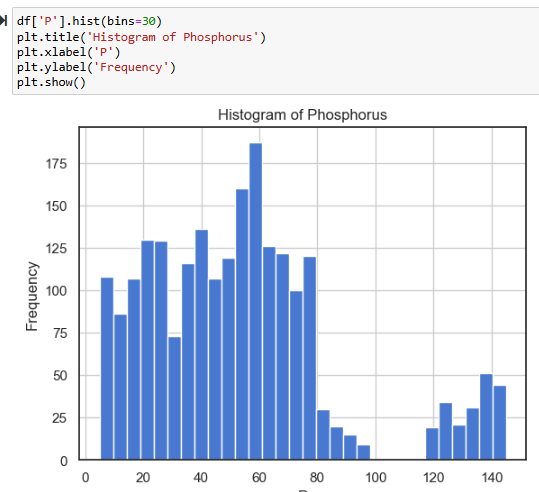 df['P'].hist(bins=30)
plt.title('Histogram of Phosphorus')
plt.xlabel('P')
plt.ylabel('Frequency')
plt.show()
Histogram of Phosphorus
175
150
125
100
75
50
25
0
Frequency
0 20 40 60 80 100 120 140